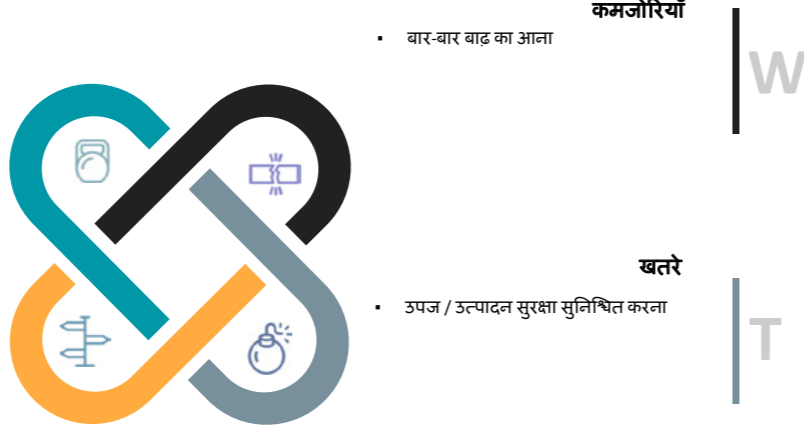 कमजोरियाँ
▪ बार-बार बाढ़ का आना
W
खतरे
▪ उपज / उत्पादन सुरक्षा सुनिश्चित करना
T